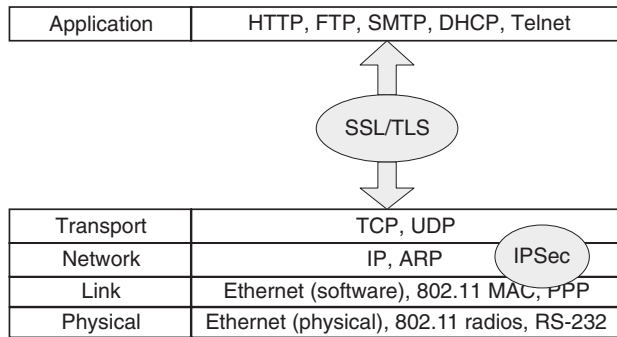 Application HTTP, FTP, SMTP, DHCP, Telnet
SSL/TLS
Transport TCP, UDP
Network IP, ARP IPSec
Link Ethernet (software), 802.11 MAC, PPP
Physical Ethernet (physical), 802.11 radios, RS-232